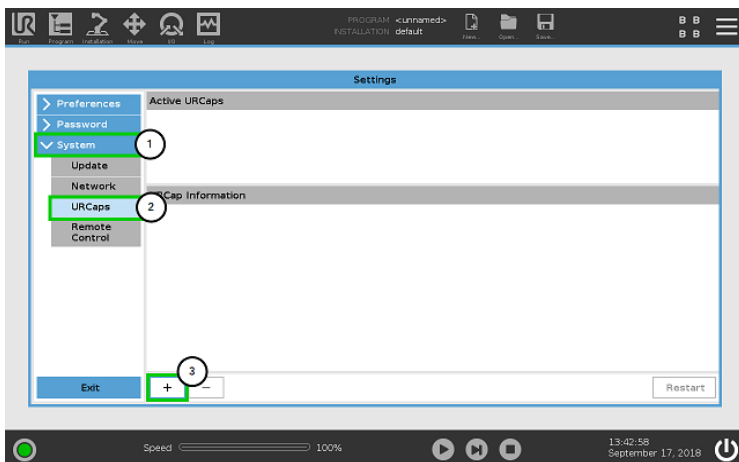 UR
PROGRAM <unnamed>
INSTALLATION default
Run Program Installation Move I/O Log New... Open... Save...
B B
B B
Settings
Preferences
Password
System
Update
Network
URCaps
Remote
Control
Exit
1
2
3
Active URCaps
URCap Information
+ −
Restart
Speed 100%
13:42:58
September 17, 2018